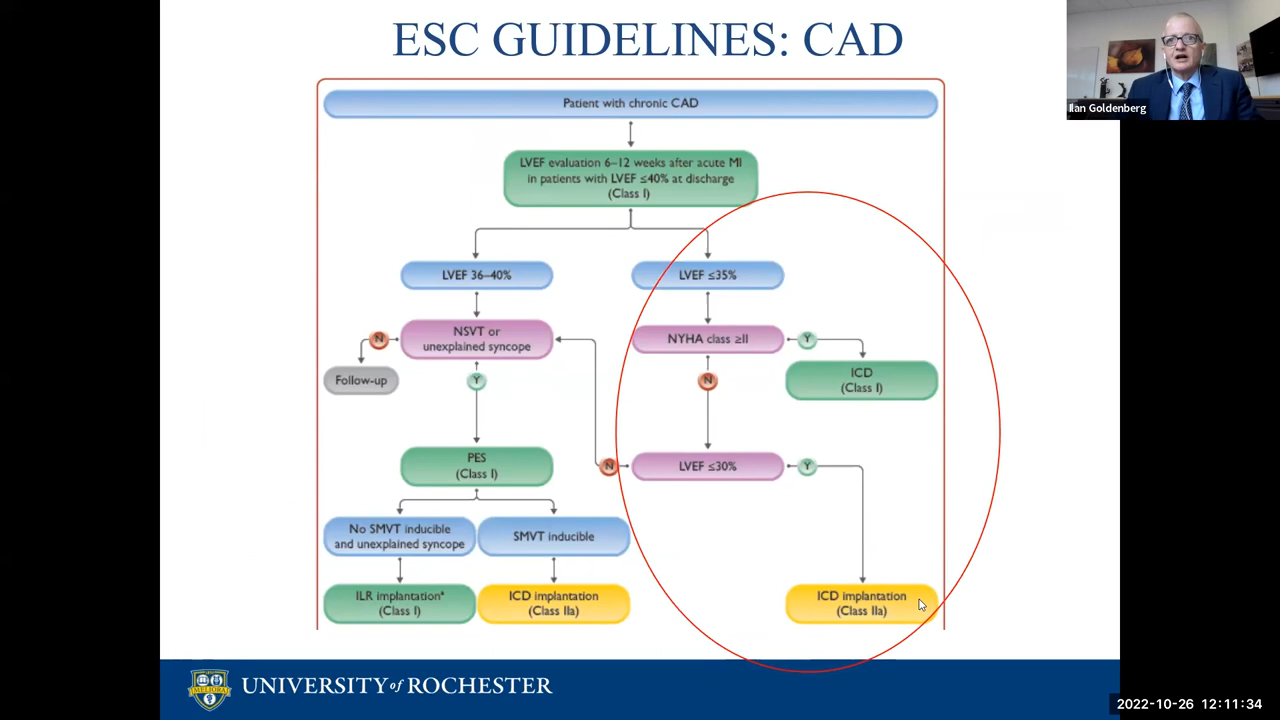 ESC GUIDELINES: CAD
Ilan Goldenberg
Patient with chronic CAD
LVEF evaluation 6–12 weeks after acute MI
in patients with LVEF ≤40% at discharge
(Class I)
LVEF 36–40%
LVEF ≤35%
N
NSVT or
unexplained syncope
NYHA class ≥II
Y
Follow-up
Y
N
ICD
(Class I)
PES
(Class I)
N
LVEF ≤30%
Y
No SMVT inducible
and unexplained syncope
SMVT inducible
ILR implantationᵃ
(Class I)
ICD implantation
(Class IIa)
ICD implantation
(Class IIa)
MELIORA
UNIVERSITY of ROCHESTER
2022-10-26 12:11:34